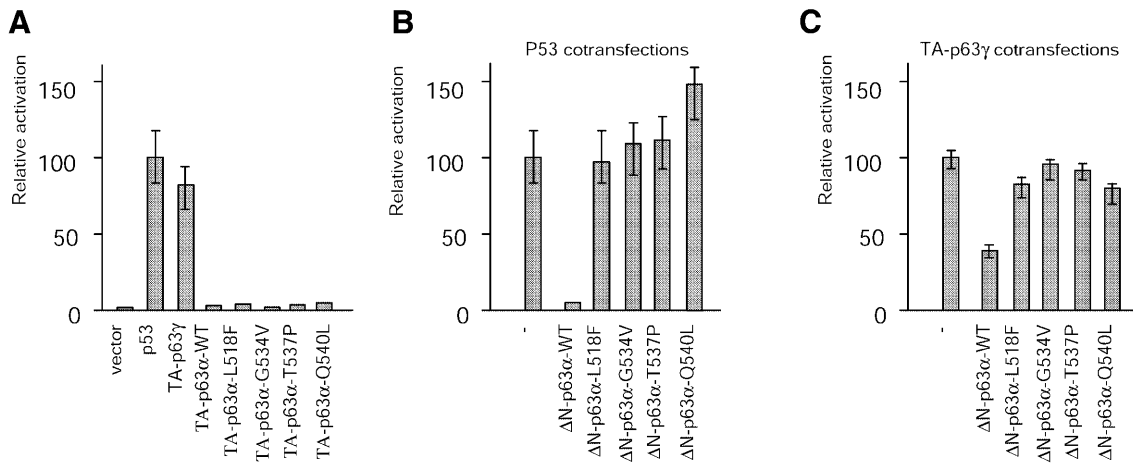 A
Relative activation
150
100
50
0
vector
p53
TA-p63γ
TA-p63α-WT
TA-p63α-L518F
TA-p63α-G534V
TA-p63α-T537P
TA-p63α-Q540L
B
P53 cotransfections
Relative activation
150
100
50
0
-
ΔN-p63α-WT
ΔN-p63α-L518F
ΔN-p63α-G534V
ΔN-p63α-T537P
ΔN-p63α-Q540L
C
TA-p63γ cotransfections
Relative activation
150
100
50
0
-
ΔN-p63α-WT
ΔN-p63α-L518F
ΔN-p63α-G534V
ΔN-p63α-T537P
ΔN-p63α-Q540L